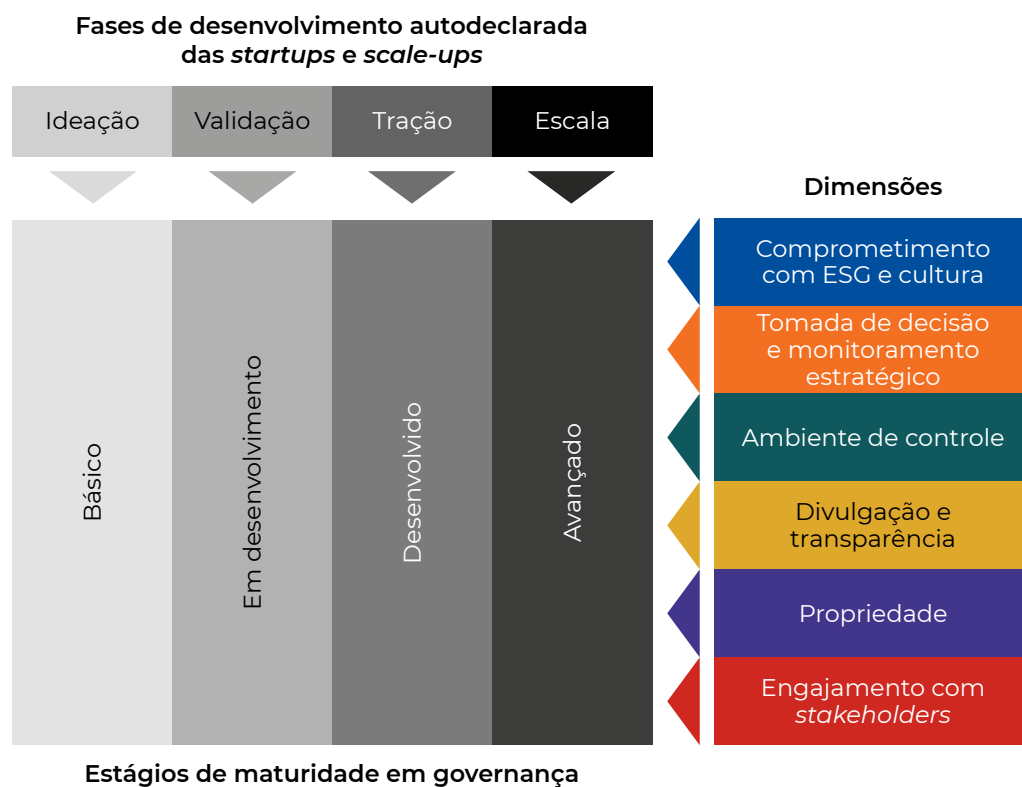 Fases de desenvolvimento autodeclarada
das startups e scale-ups
Ideação
Validação
Tração
Escala
Dimensões
Básico
Em desenvolvimento
Desenvolvido
Avançado
Comprometimento
com ESG e cultura
Tomada de decisão
e monitoramento
estratégico
Ambiente de controle
Divulgação e
transparência
Propriedade
Engajamento com
stakeholders
Estágios de maturidade em governança